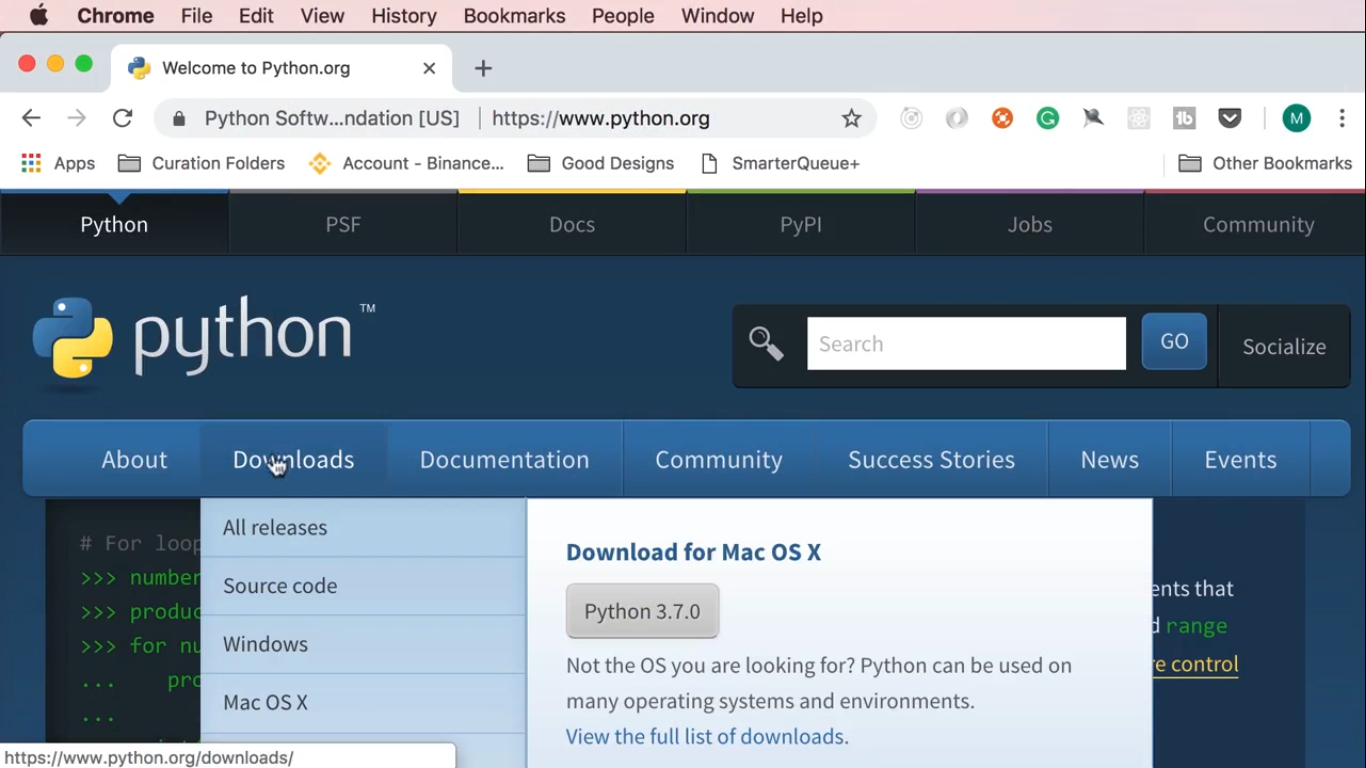 Chrome File Edit View History Bookmarks People Window Help
Welcome to Python.org
Python Softw...ndation [US] https://www.python.org
M
Apps Curation Folders Account - Binance... Good Designs SmarterQueue+ Other Bookmarks
Python PSF Docs PyPI Jobs Community
python™
Search GO Socialize
About Downloads Documentation Community Success Stories News Events
All releases
Source code
Windows
Mac OS X
Download for Mac OS X
Python 3.7.0
Not the OS you are looking for? Python can be used on
many operating systems and environments.
View the full list of downloads.
# For loop
>>> number
>>> produc
>>> for nu
... pro
...
ents that
d range
e control
https://www.python.org/downloads/